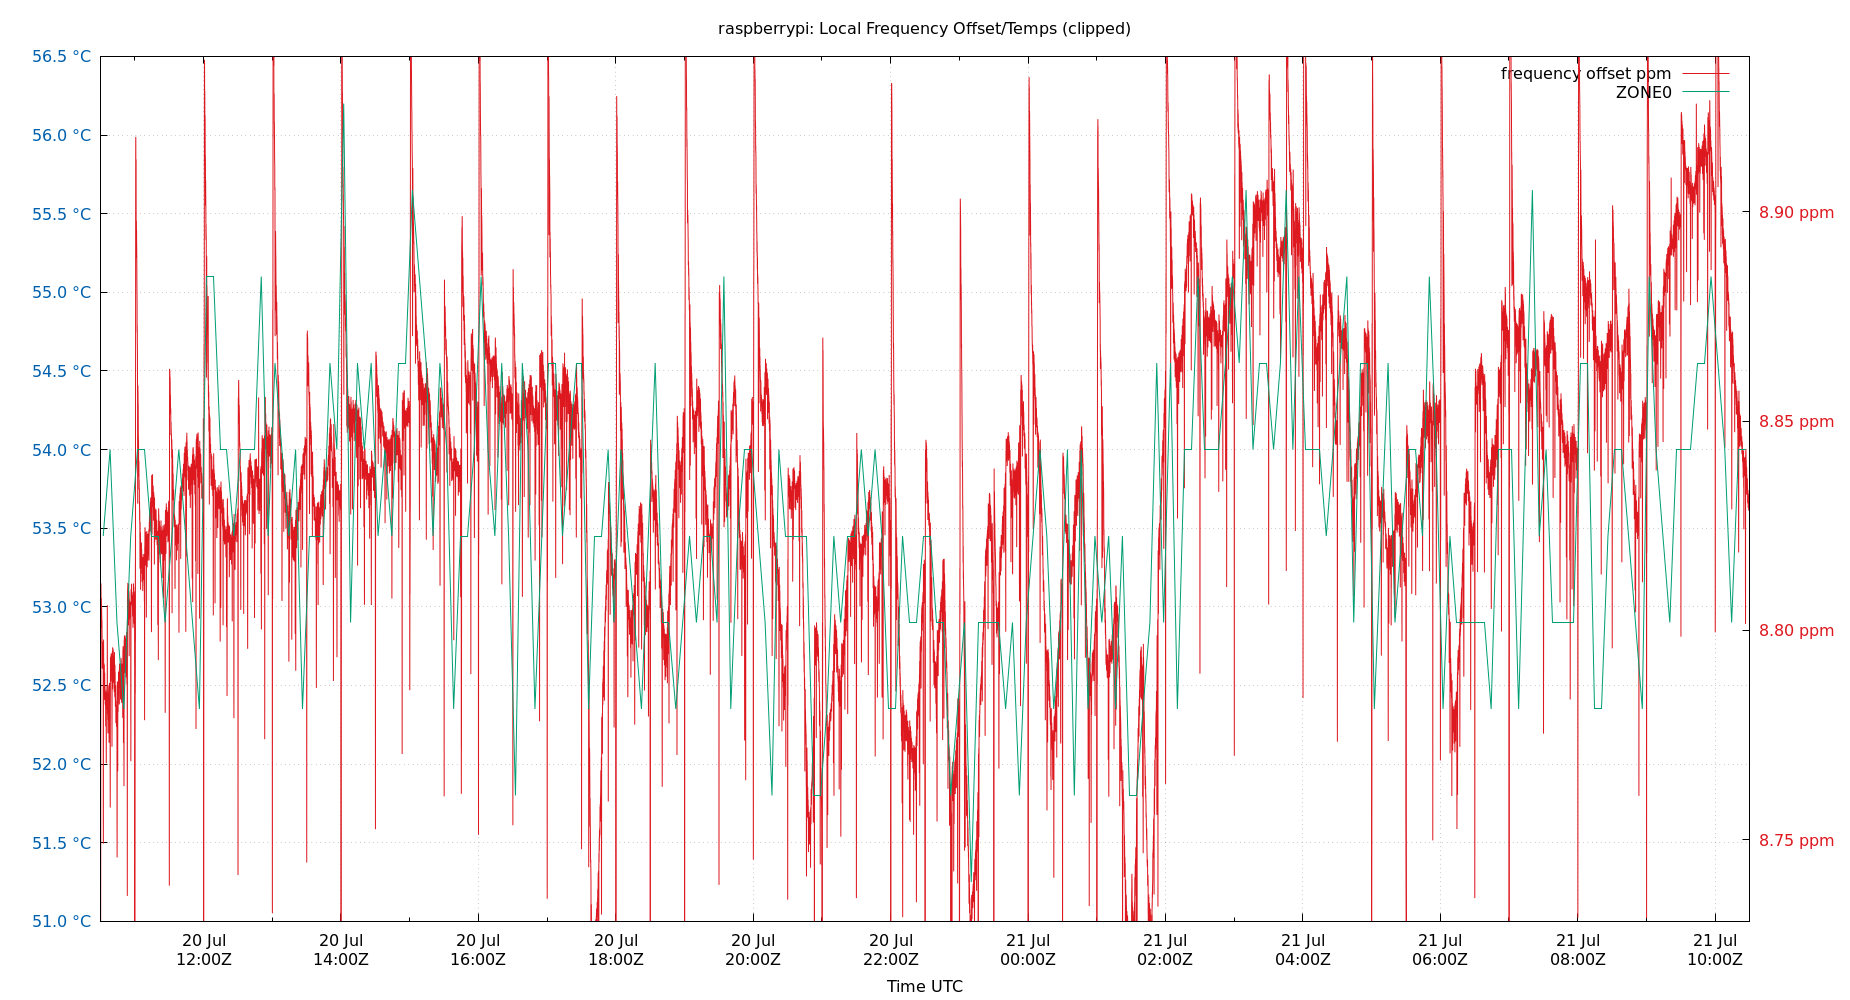 raspberrypi: Local Frequency Offset/Temps (clipped)
56.5 °C
56.0 °C
55.5 °C
55.0 °C
54.5 °C
54.0 °C
53.5 °C
53.0 °C
52.5 °C
52.0 °C
51.5 °C
51.0 °C
frequency offset ppm
ZONE0
8.90 ppm
8.85 ppm
8.80 ppm
8.75 ppm
20 Jul 20 Jul 20 Jul 20 Jul 20 Jul 20 Jul 21 Jul 21 Jul 21 Jul 21 Jul 21 Jul 21 Jul
12:00Z 14:00Z 16:00Z 18:00Z 20:00Z 22:00Z 00:00Z 02:00Z 04:00Z 06:00Z 08:00Z 10:00Z
Time UTC